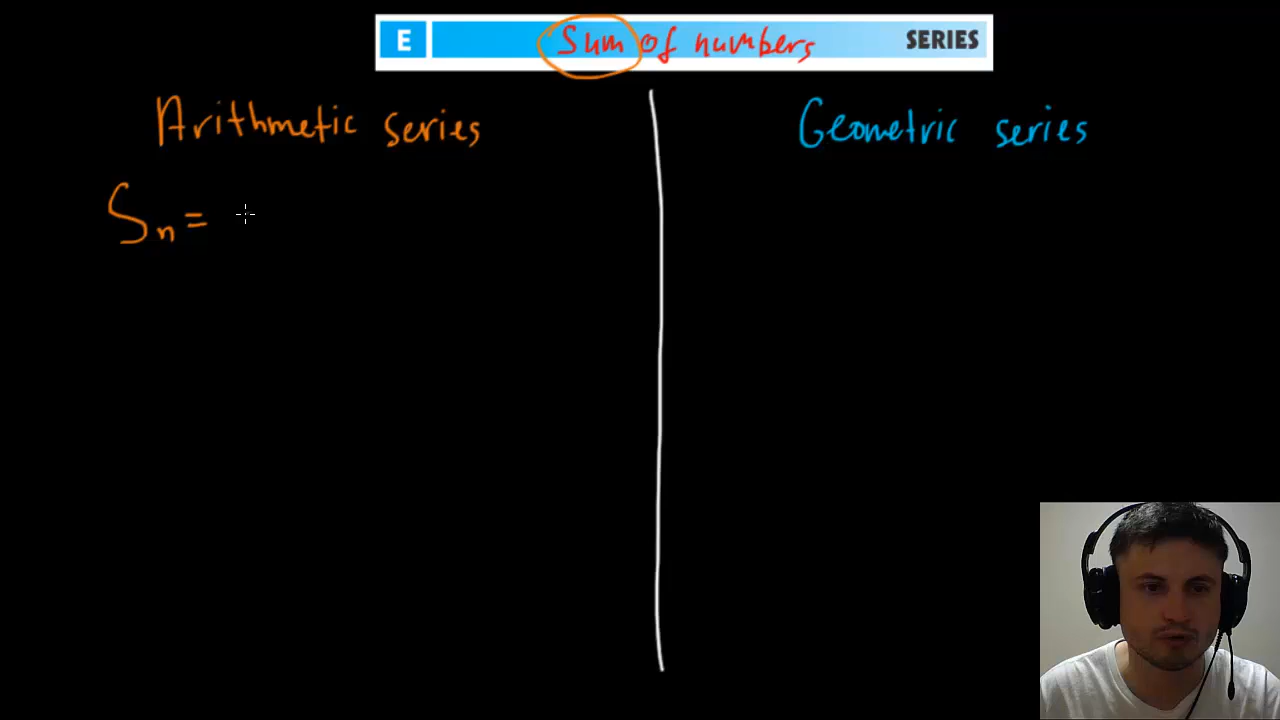 E Sum of numbers SERIES
Arithmetic series
Geometric series
Sn =